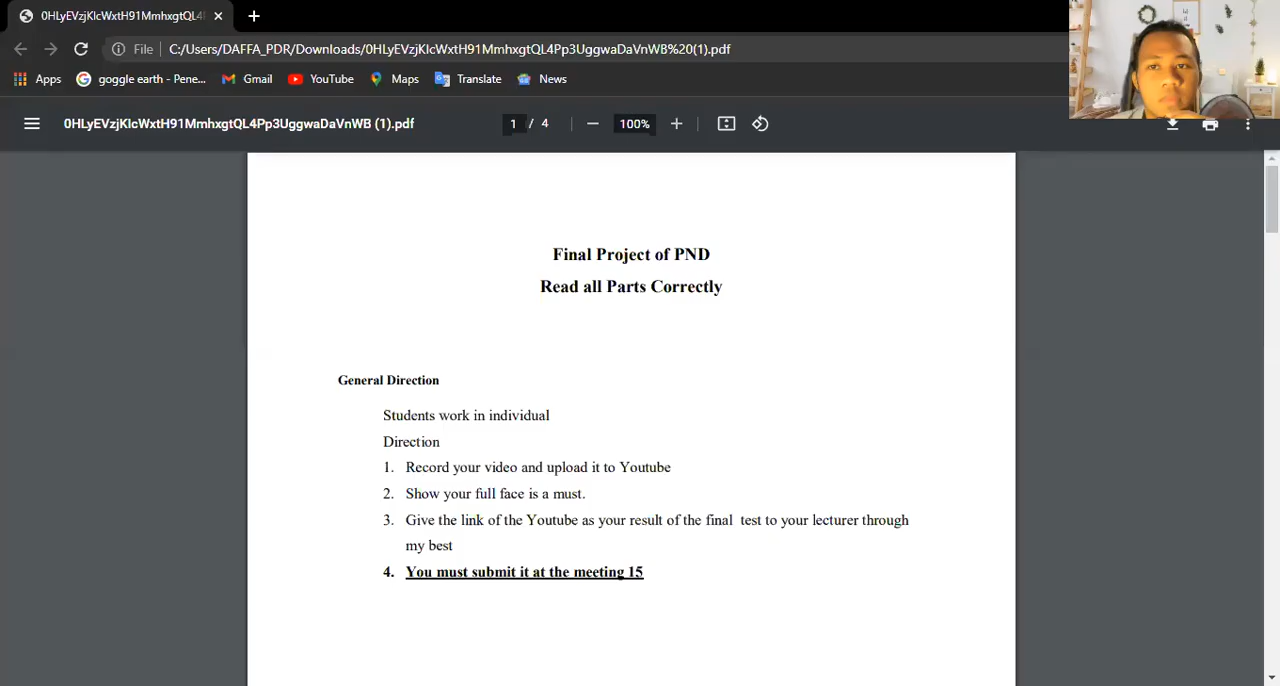 0HLyEVzjKlcWxtH91MmhxgtQL4
File C:/Users/DAFFA_PDR/Downloads/0HLyEVzjKlcWxtH91MmhxgtQL4Pp3UggwaDaVnWB%20(1).pdf
Apps goggle earth - Pene... Gmail YouTube Maps Translate News
0HLyEVzjKlcWxtH91MmhxgtQL4Pp3UggwaDaVnWB (1).pdf 1 / 4 100%
Final Project of PND
Read all Parts Correctly
General Direction
Students work in individual
Direction
1. Record your video and upload it to Youtube
2. Show your full face is a must.
3. Give the link of the Youtube as your result of the final test to your lecturer through
my best
4. You must submit it at the meeting 15